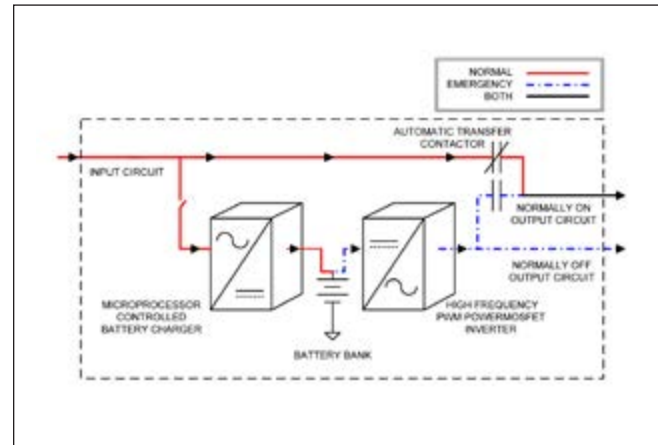 NORMAL
EMERGENCY
BOTH
AUTOMATIC TRANSFER
CONTACTOR
INPUT CIRCUIT
NORMALLY ON
OUTPUT CIRCUIT
NORMALLY OFF
OUTPUT CIRCUIT
MICROPROCESSOR
CONTROLLED
BATTERY CHARGER
HIGH FREQUENCY
PWM POWERMOSFET
INVERTER
BATTERY BANK